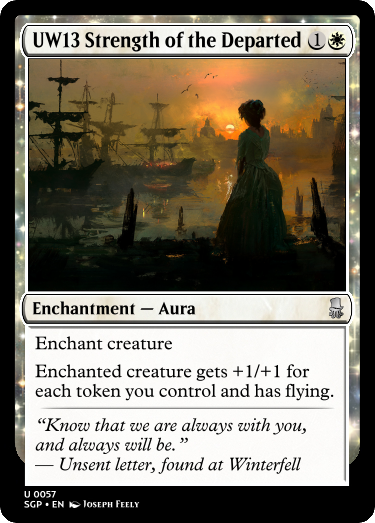 UW13 Strength of the Departed 1
Enchantment — Aura
Enchant creature
Enchanted creature gets +1/+1 for
each token you control and has flying.
“Know that we are always with you,
and always will be.”
— Unsent letter, found at Winterfell
U 0057
SGP • EN Joseph Feely